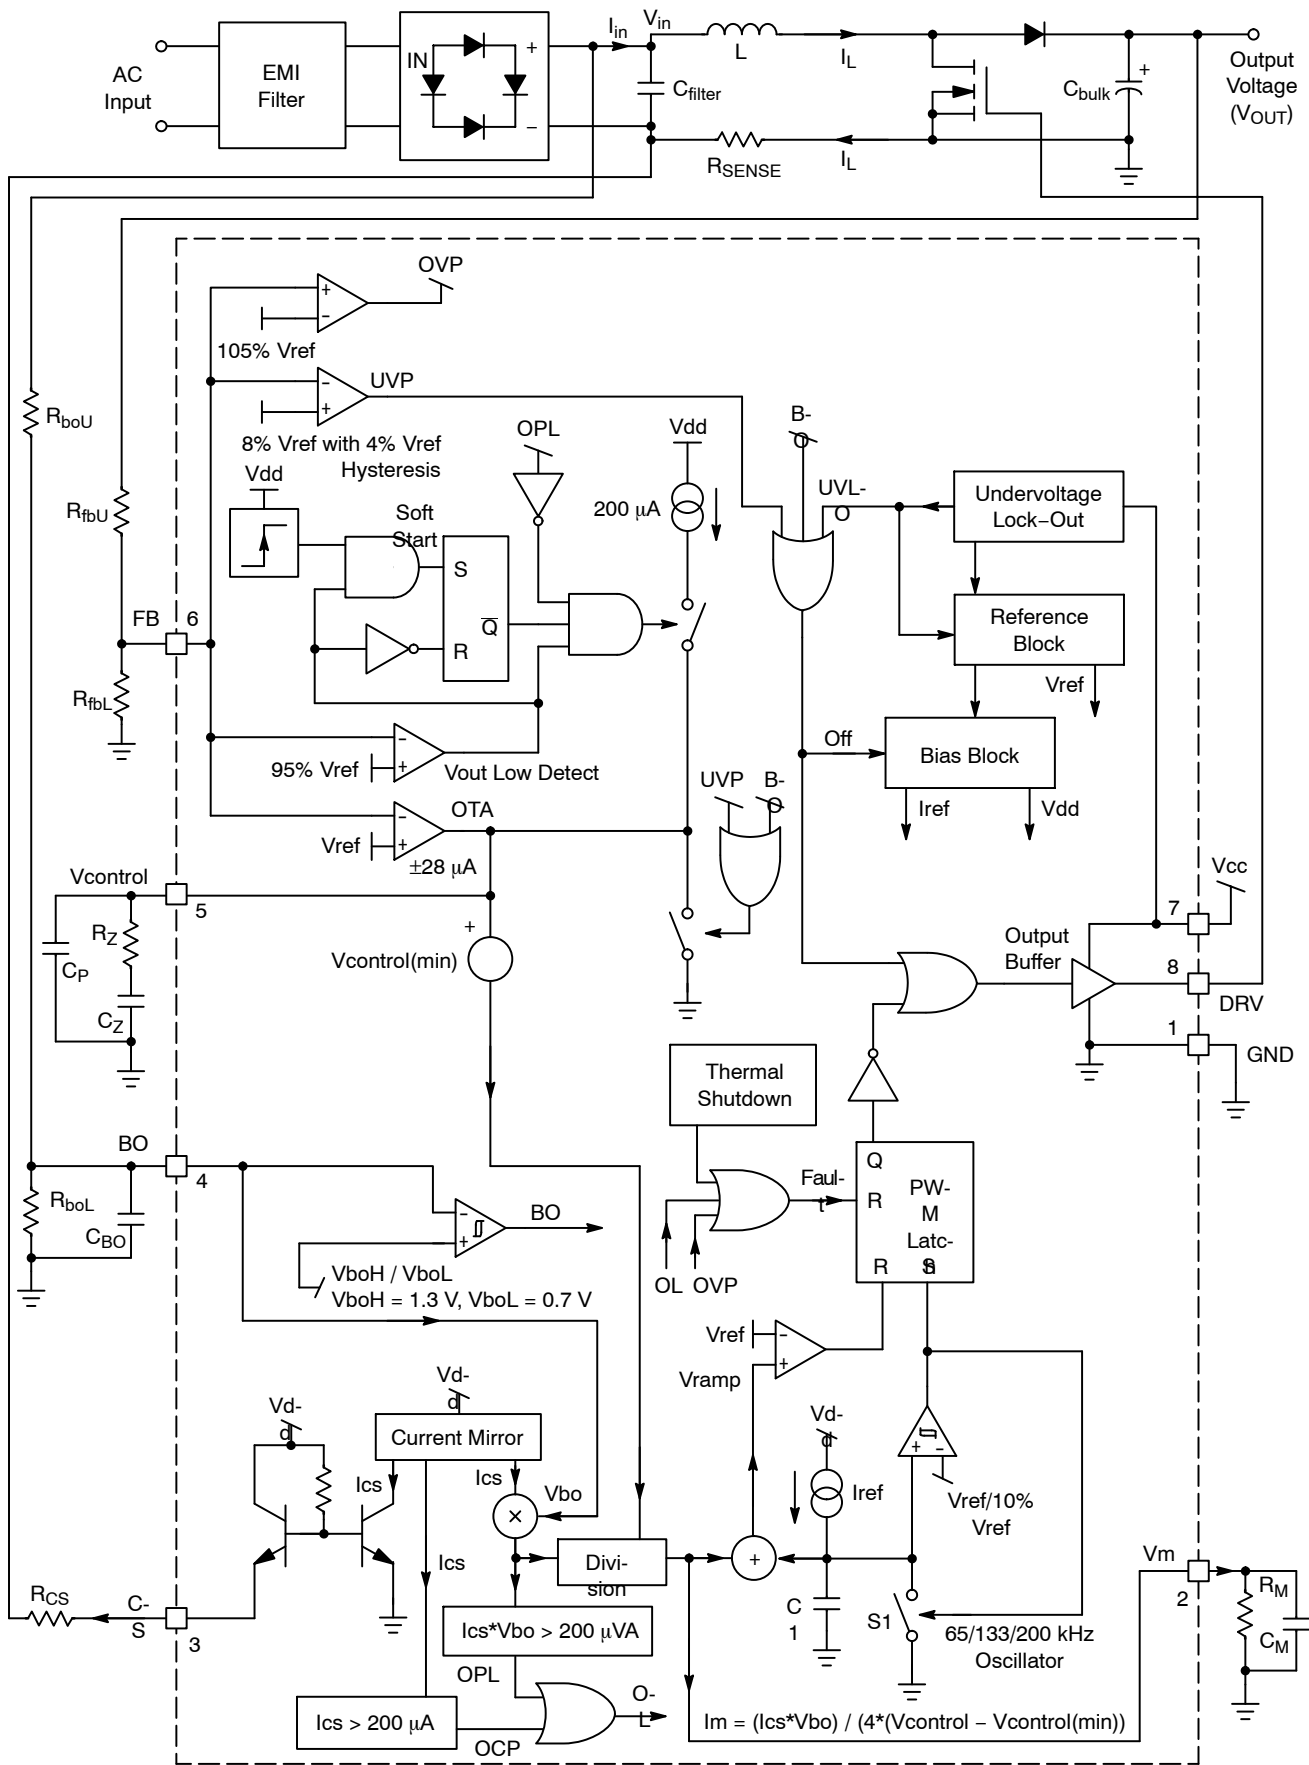 AC
Input
EMI
Filter
IN
+
−
Iin
Vin
Cfilter
L
IL
RSENSE
IL
Cbulk
+
Output
Voltage
(VOUT)
RboU
RfbU
RfbL
FB
6
+
−
OVP
105% Vref
−
+
UVP
8% Vref with 4% Vref
Hysteresis
Vdd
Soft
Start
OPL
S
R
Q
Vdd
200 μA
B-
O
UVL-
O
Undervoltage
Lock−Out
Reference
Block
Vref
Off
Bias Block
Iref
Vdd
−
+
95% Vref
Vout Low Detect
−
+
Vref
OTA
±28 μA
UVP
B-
O
Vcontrol
5
RZ
CP
CZ
+
Vcontrol(min)
Output
Buffer
Vcc
7
8
DRV
1
GND
Thermal
Shutdown
Faul-
t
OL
OVP
Q
R
PW-
M
Latc-
h
R
S
BO
4
RboL
CBO
−
+
BO
VboH / VboL
VboH = 1.3 V, VboL = 0.7 V
Vref
−
+
Vramp
Vd-
d
Vd-
d
Current Mirror
Ics
Ics
Vbo
×
Ics
Divi-
sion
+
Vd-
d
Iref
+
−
Vref/10%
Vref
C
1
S1
65/133/200 kHz
Oscillator
Vm
2
RM
CM
RCS
C-
S
3
Ics*Vbo > 200 μVA
OPL
Ics > 200 μA
OCP
O-
L
Im = (Ics*Vbo) / (4*(Vcontrol − Vcontrol(min))